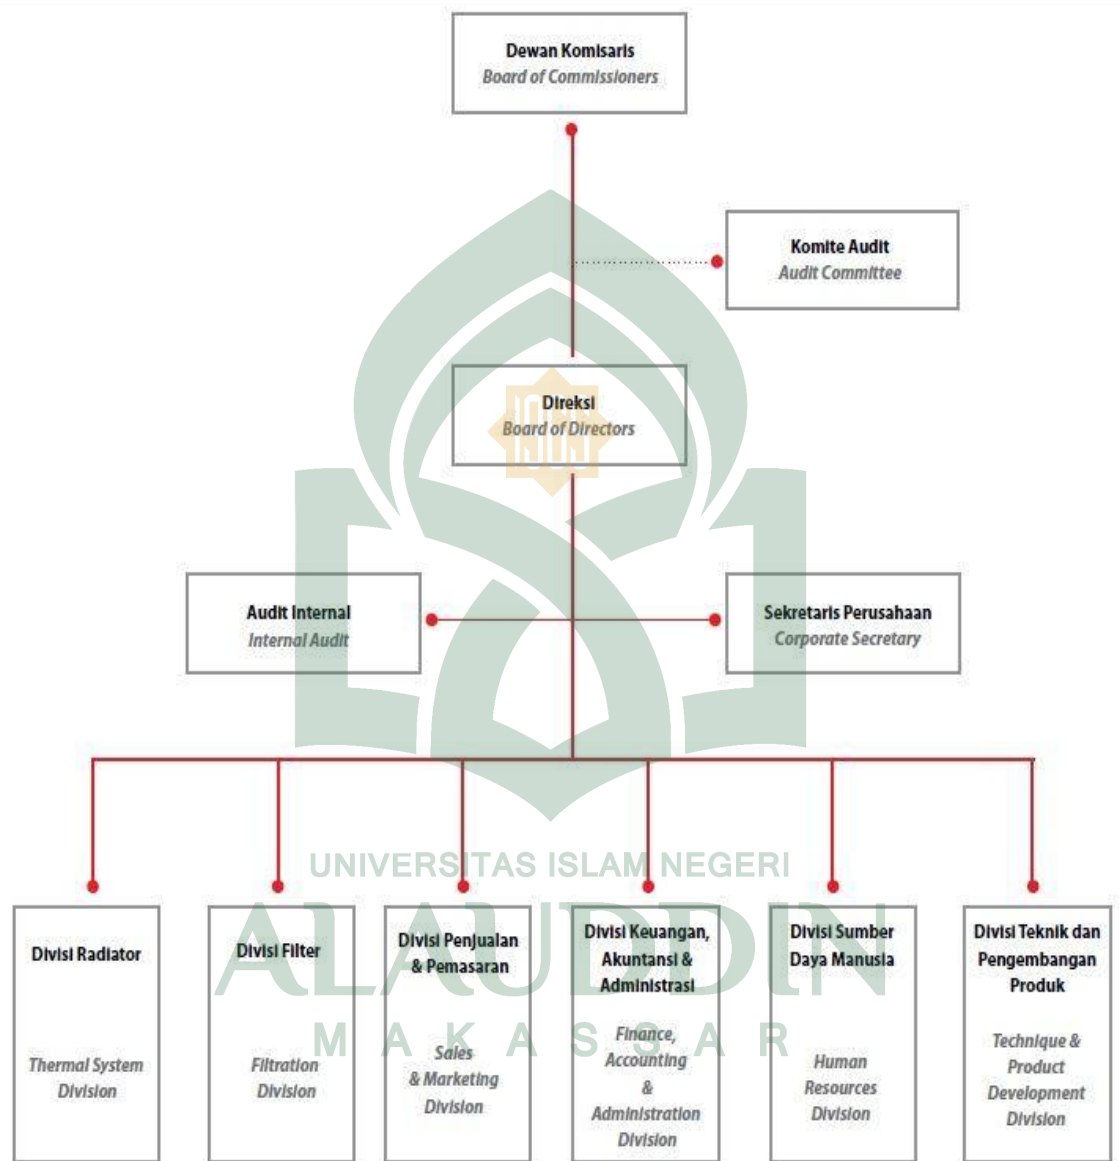 Dewan Komisaris
Board of Commissioners
Komite Audit
Audit Committee
Direksi
Board of Directors
Audit Internal
Internal Audit
Sekretaris Perusahaan
Corporate Secretary
UNIVERSITAS ISLAM NEGERI
ALAUDDIN
MAKASSAR
Divisi Radiator
Thermal System
Division
Divisi Filter
Filtration
Division
Divisi Penjualan
& Pemasaran
Sales
& Marketing
Division
Divisi Keuangan,
Akuntansi &
Administrasi
Finance,
Accounting
&
Administration
Division
Divisi Sumber
Daya Manusia
Human
Resources
Division
Divisi Teknik dan
Pengembangan
Produk
Technique &
Product
Development
Division